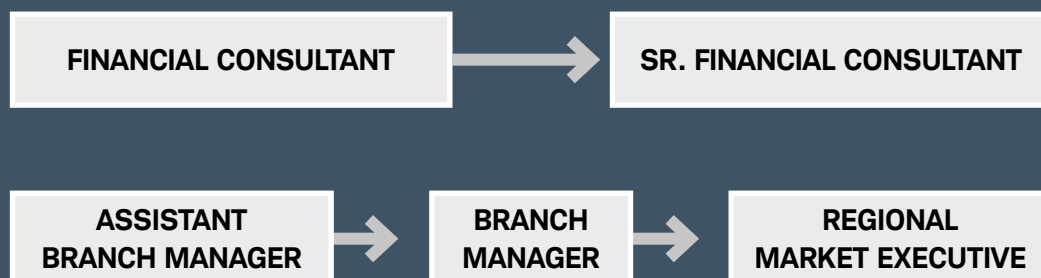 FINANCIAL CONSULTANT
SR. FINANCIAL CONSULTANT
ASSISTANT
BRANCH MANAGER
BRANCH
MANAGER
REGIONAL
MARKET EXECUTIVE